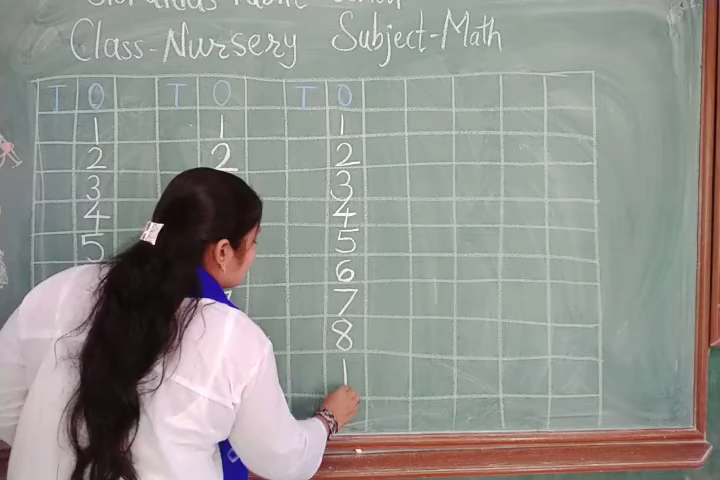 Class-Nursery Subject-Math
T O T O T O
1 1 1
2 2 2
3 3
4 4
5 5
6
7
8